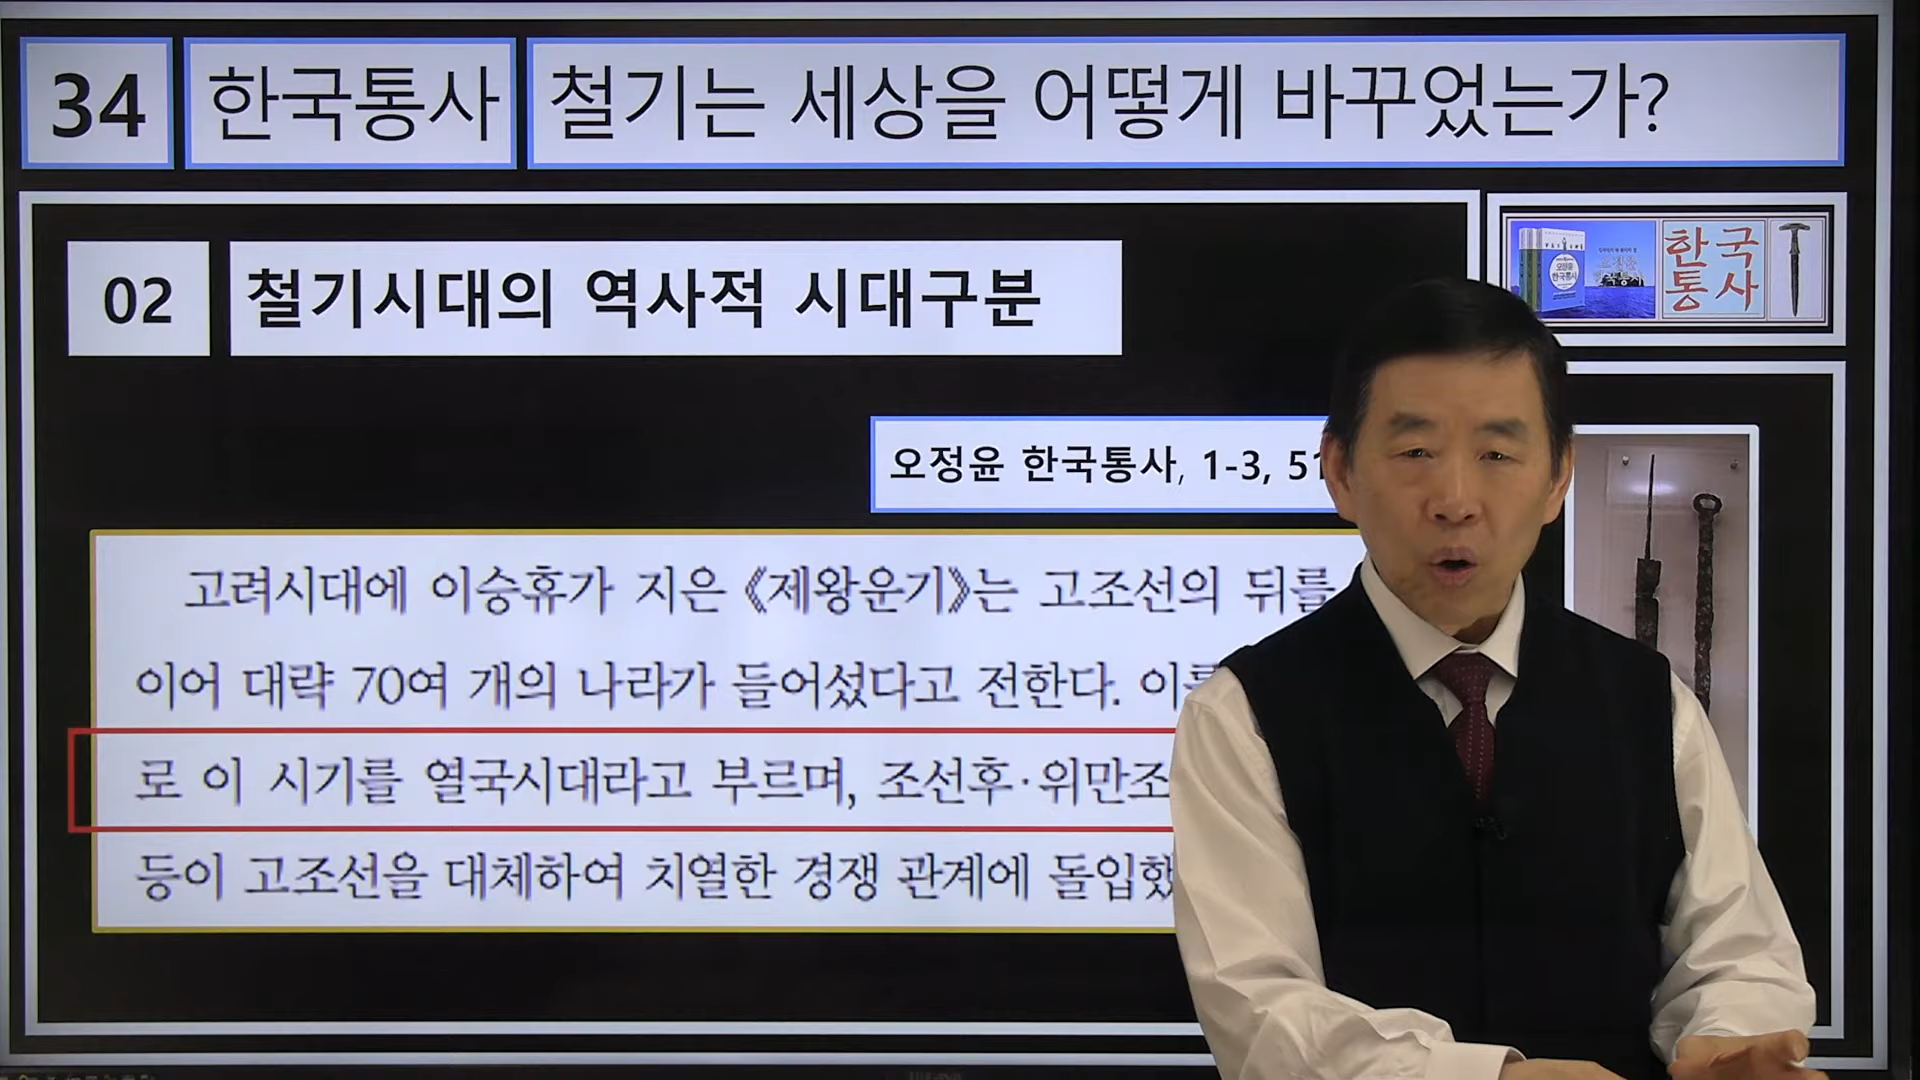 34 한국통사 철기는 세상을 어떻게 바꾸었는가?
02 철기시대의 역사적 시대구분
한국
통사
오정윤 한국통사, 1-3,
고려시대에 이승휴가 지은 《제왕운기》는 고조선의 뒤를
이어 대략 70여 개의 나라가 들어섰다고 전한다.
로 이 시기를 열국시대라고 부르며, 조선후·위만조
등이 고조선을 대체하여 치열한 경쟁 관계에